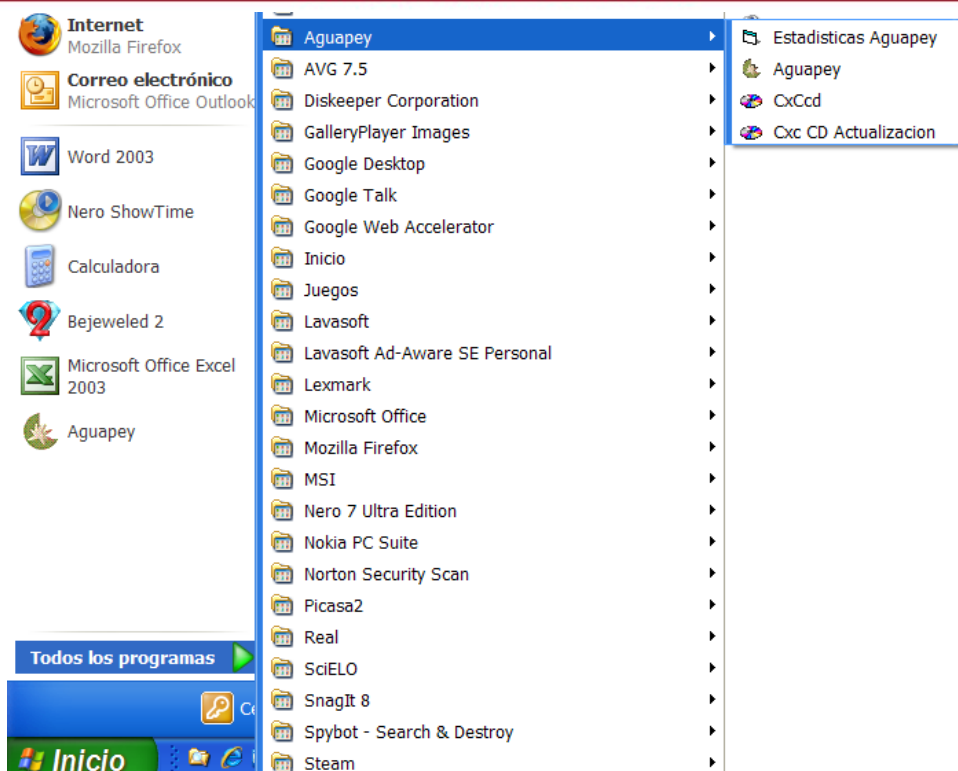 Internet
Mozilla Firefox
Correo electrónico
Microsoft Office Outlook
Word 2003
Nero ShowTime
Calculadora
Bejeweled 2
Microsoft Office Excel
2003
Aguapey
Todos los programas
Inicio
Aguapey
AVG 7.5
Diskeeper Corporation
GalleryPlayer Images
Google Desktop
Google Talk
Google Web Accelerator
Inicio
Juegos
Lavasoft
Lavasoft Ad-Aware SE Personal
Lexmark
Microsoft Office
Mozilla Firefox
MSI
Nero 7 Ultra Edition
Nokia PC Suite
Norton Security Scan
Picasa2
Real
SciELO
SnagIt 8
Spybot - Search & Destroy
Steam
Estadisticas Aguapey
Aguapey
CxCcd
Cxc CD Actualizacion